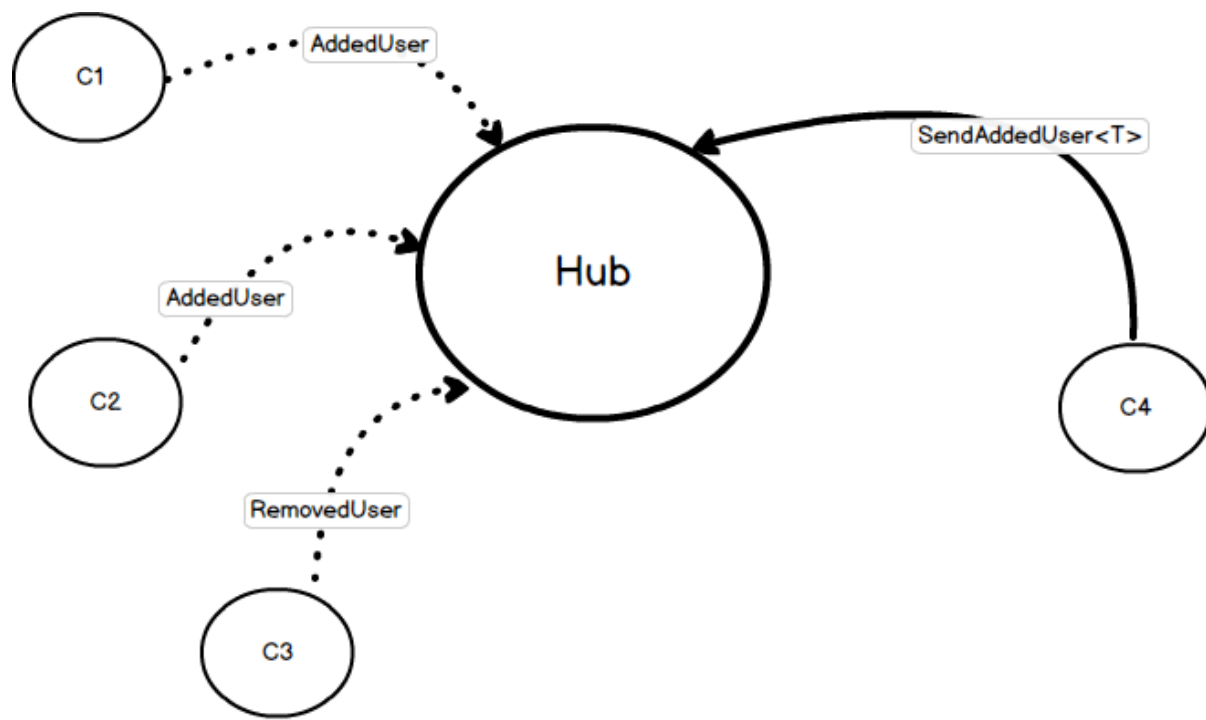 C1
AddedUser
SendAddedUser<T>
Hub
AddedUser
C2
C4
RemovedUser
C3